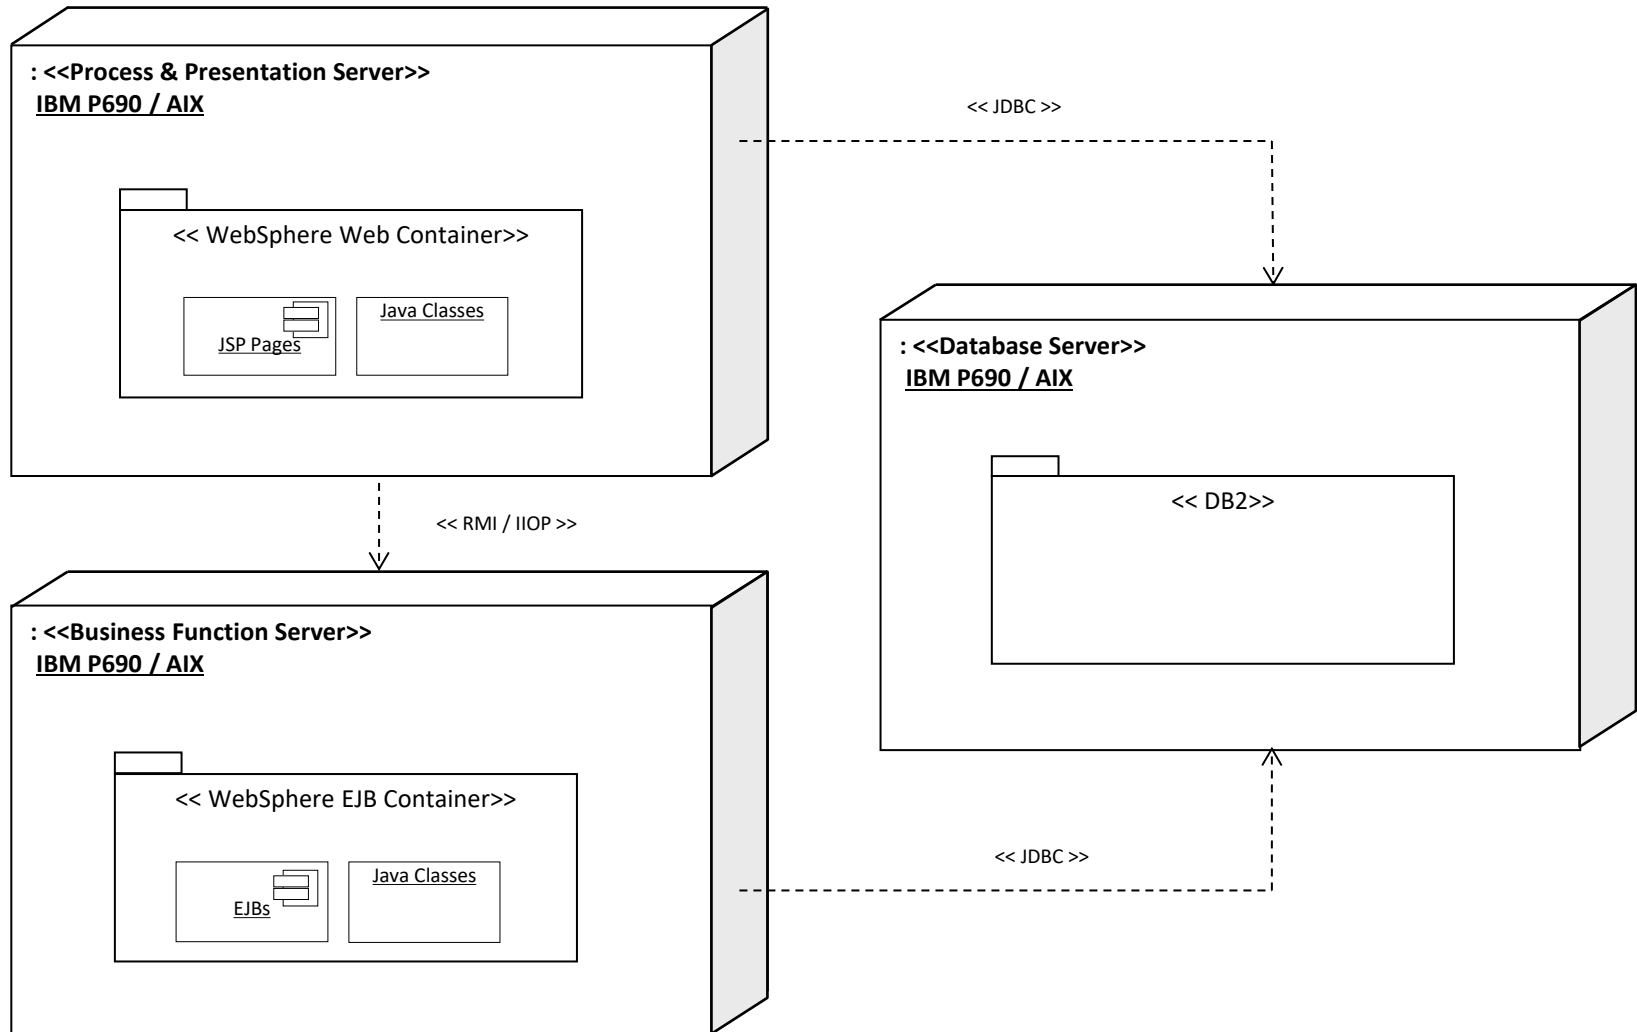 : <<Process & Presentation Server>>
IBM P690 / AIX
<< JDBC >>
<< WebSphere Web Container>>
JSP Pages
Java Classes
: <<Database Server>>
IBM P690 / AIX
<< DB2>>
<< RMI / IIOP >>
: <<Business Function Server>>
IBM P690 / AIX
<< WebSphere EJB Container>>
EJBs
Java Classes
<< JDBC >>